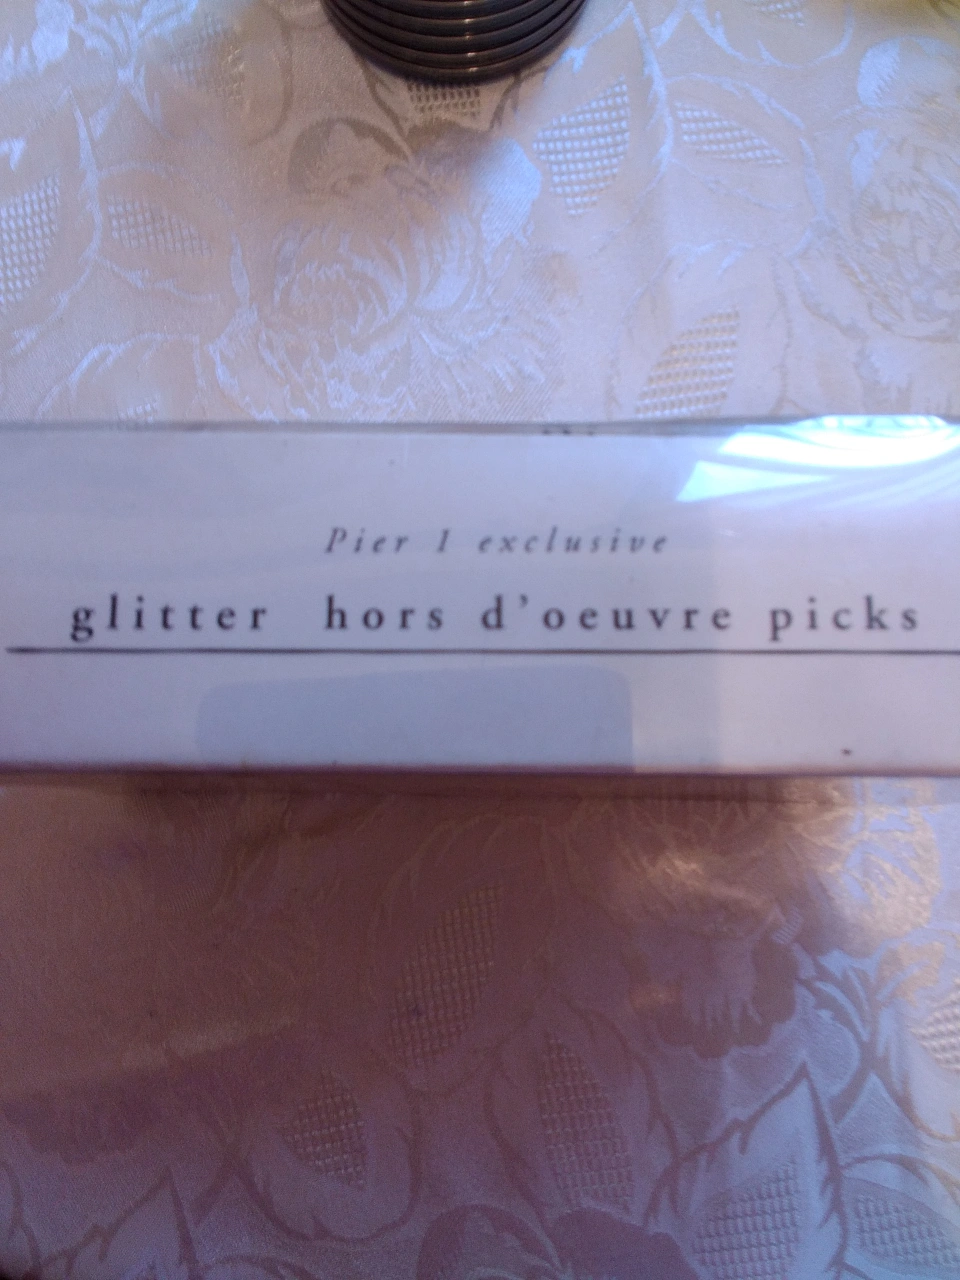 Pier 1 exclusive
glitter hors d'oeuvre picks